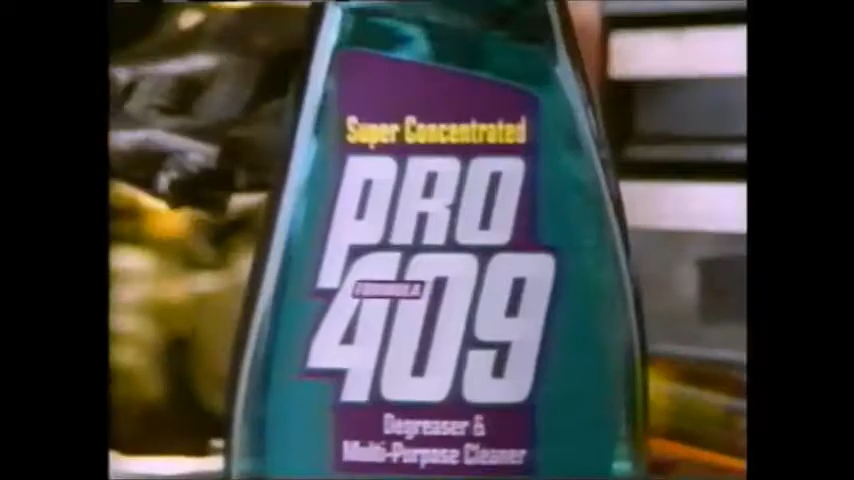 Super Concentrated
PRO
FORMULA
409
Degreaser &
Multi-Purpose Cleaner